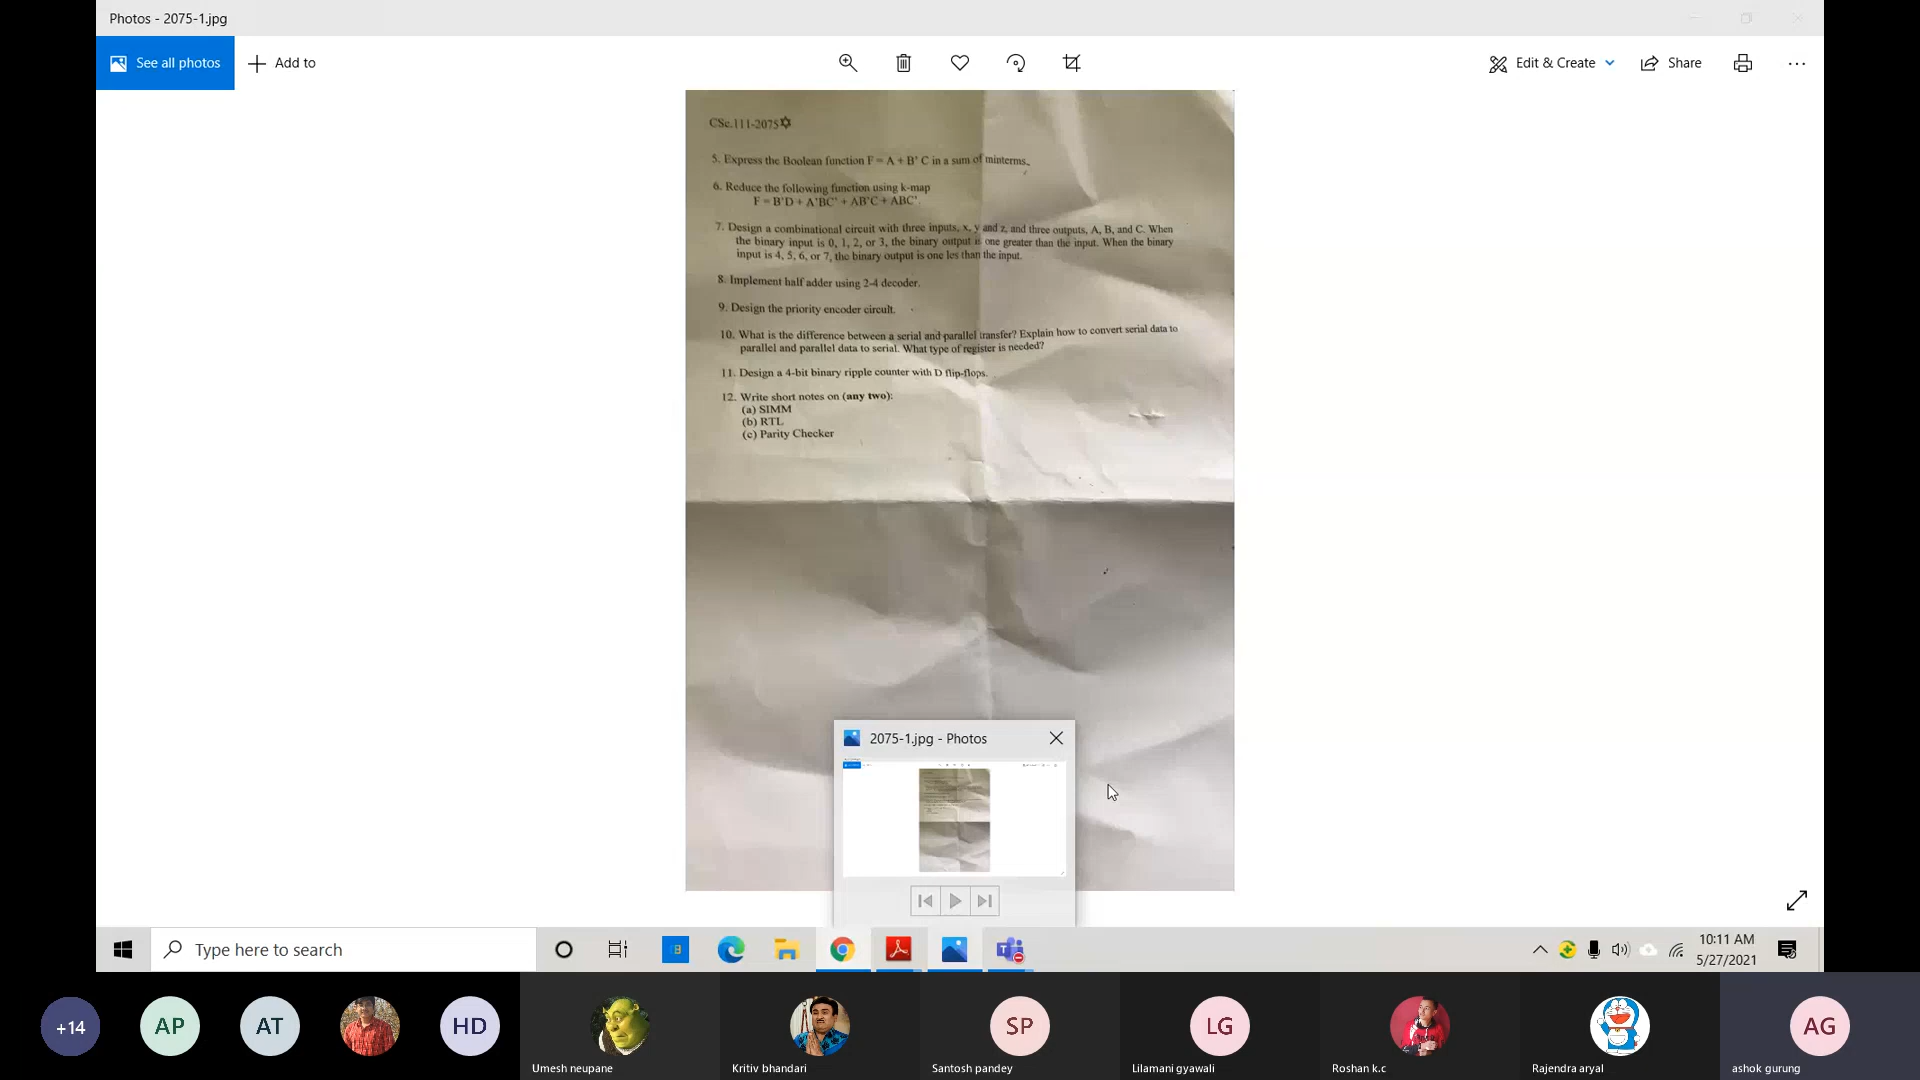 Photos - 2075-1.jpg
See all photos
Add to
Edit & Create
Share
CSc.111-2075✡
5. Express the Boolean function F = A + B' C in a sum of minterms.
6. Reduce the following function using k-map
F = B'D + A'BC' + AB'C + ABC'.
7. Design a combinational circuit with three inputs, x, y and z, and three outputs, A, B, and C. When
the binary input is 0, 1, 2, or 3, the binary output is one greater than the input. When the binary
input is 4, 5, 6, or 7, the binary output is one les than the input.
8. Implement half adder using 2-4 decoder.
9. Design the priority encoder circuit.
10. What is the difference between a serial and parallel transfer? Explain how to convert serial data to
parallel and parallel data to serial. What type of register is needed?
11. Design a 4-bit binary ripple counter with D flip-flops.
12. Write short notes on (any two):
(a) SIMM
(b) RTL
(c) Parity Checker
2075-1.jpg - Photos
Type here to search
10:11 AM
5/27/2021
+14
AP
AT
HD
SP
LG
AG
Umesh neupane
Kritiv bhandari
Santosh pandey
Lilamani gyawali
Roshan k.c
Rajendra aryal
ashok gurung